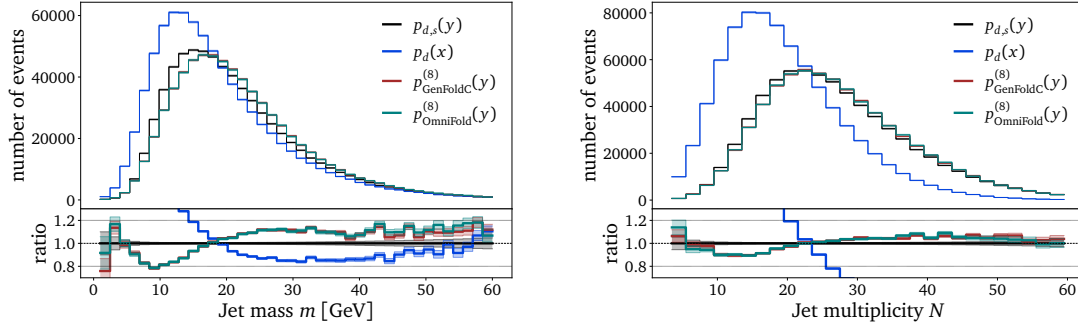 number of events
60000
40000
20000
0
p_{d,s}(y)
p_d(x)
p^{(8)}_{GenFoldC}(y)
p^{(8)}_{OmniFold}(y)
ratio
1.2
1.0
0.8
0 10 20 30 40 50 60
Jet mass m [GeV]
number of events
80000
60000
40000
20000
0
p_{d,s}(y)
p_d(x)
p^{(8)}_{GenFoldC}(y)
p^{(8)}_{OmniFold}(y)
ratio
1.2
1.0
0.8
10 20 30 40 50 60
Jet multiplicity N